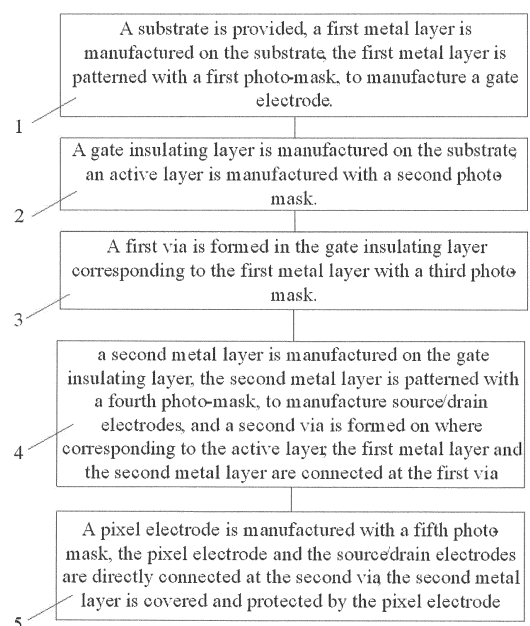 A substrate is provided, a first metal layer is
manufactured on the substrate, the first metal layer is
patterned with a first photo-mask, to manufacture a gate
electrode.
1
A gate insulating layer is manufactured on the substrate,
an active layer is manufactured with a second photo-
mask.
2
A first via is formed in the gate insulating layer
corresponding to the first metal layer with a third photo-
mask.
3
a second metal layer is manufactured on the gate
insulating layer, the second metal layer is patterned with
a fourth photo-mask, to manufacture source/drain
electrodes, and a second via is formed on where
corresponding to the active layer, the first metal layer and
the second metal layer are connected at the first via
4
A pixel electrode is manufactured with a fifth photo-
mask, the pixel electrode and the source/drain electrodes
are directly connected at the second via, the second metal
layer is covered and protected by the pixel electrode
5